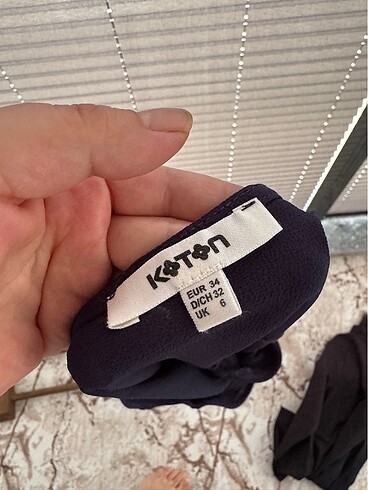 KOTON
EUR 34
D/CH 32
UK 6